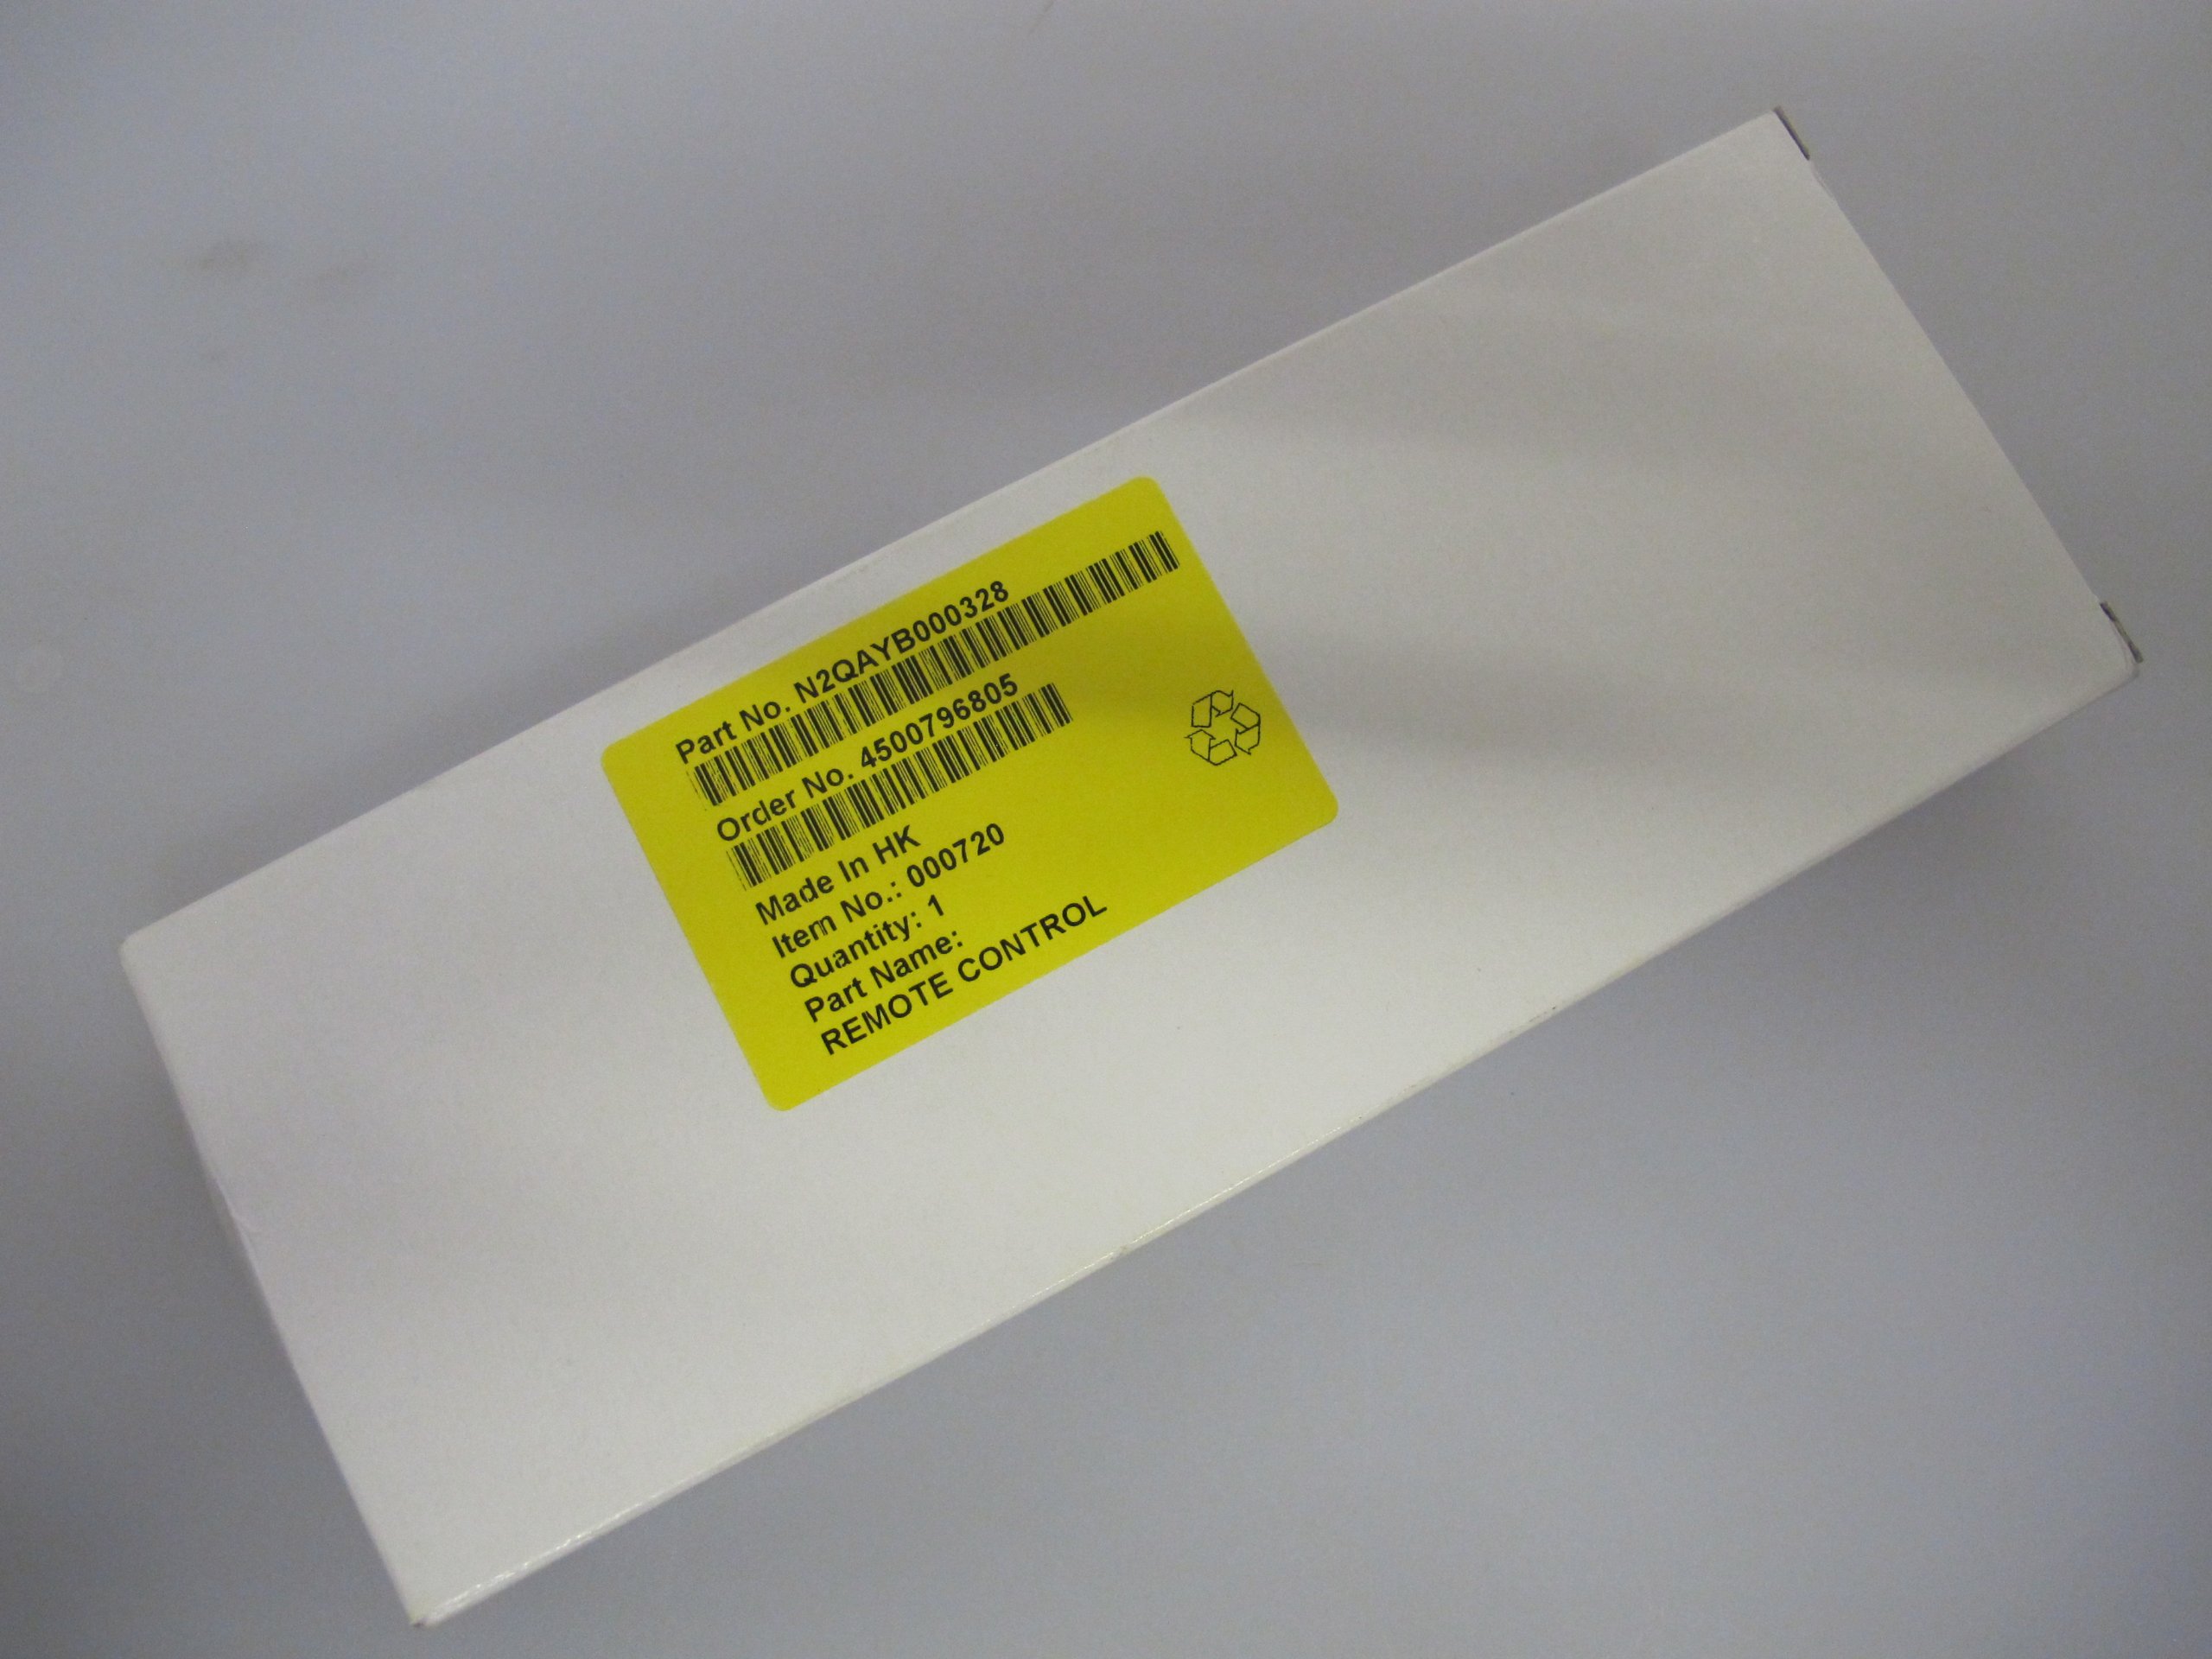 Part No. N2QAYB000328
Order No. 4500796805
Made In HK
Item No.: 000720
Quantity: 1
Part Name:
REMOTE CONTROL